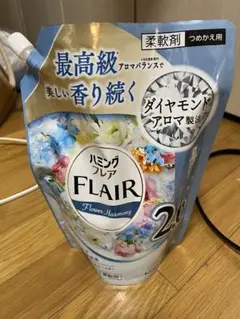 柔軟剤
つめかえ用
最高級
アロマバランスで
美しい香り続く
ダイヤモンド
アロマ製法
ハミング
フレア
FLAIR
Flower Harmony
2.